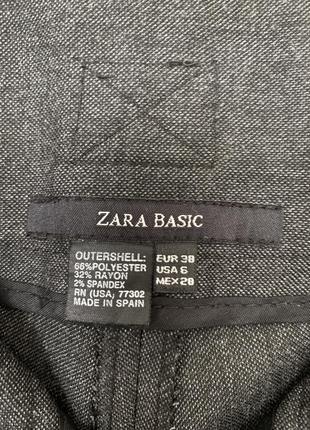 ZARA BASIC
OUTERSHELL:
66%POLYESTER
32% RAYON
2% SPANDEX
RN (USA) 77302
MADE IN SPAIN
EUR 38
USA 6
MEX 28